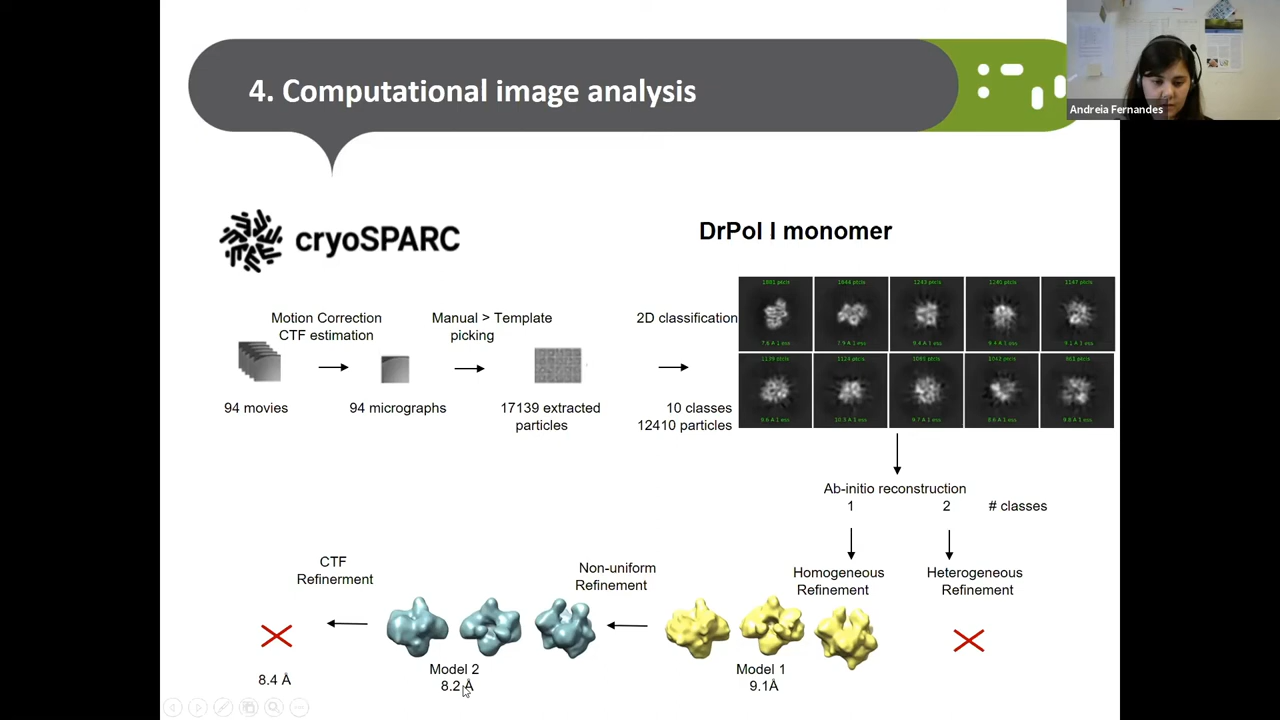 4. Computational image analysis
Andreia Fernandes
cryoSPARC
DrPol I monomer
Motion Correction
CTF estimation
Manual > Template
picking
2D classification
94 movies
94 micrographs
17139 extracted
particles
10 classes
12410 particles
Ab-initio reconstruction
1 2 # classes
Homogeneous
Refinement
Heterogeneous
Refinement
Non-uniform
Refinement
CTF
Refinerment
Model 1
9.1Å
Model 2
8.2 Å
8.4 Å